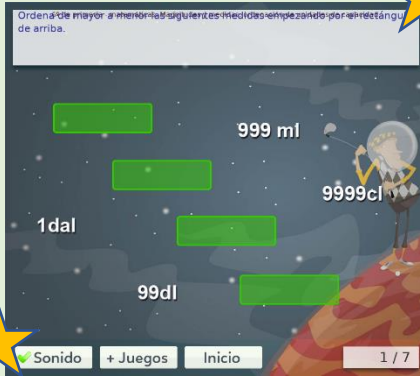 Ordena de mayor a menor las siguientes medidas empezando por el rectángu
de arriba.
999 ml
9999cl
1dal
99dl
Sonido
+ Juegos
Inicio
1 / 7